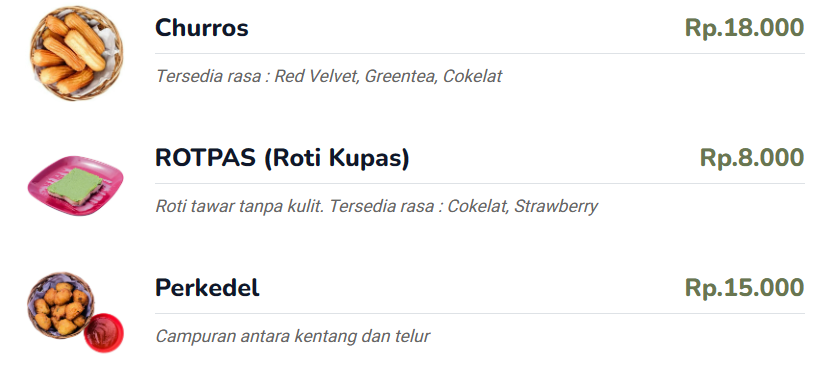 Churros Rp.18.000
Tersedia rasa : Red Velvet, Greentea, Cokelat
ROTPAS (Roti Kupas) Rp.8.000
Roti tawar tanpa kulit. Tersedia rasa : Cokelat, Strawberry
Perkedel Rp.15.000
Campuran antara kentang dan telur